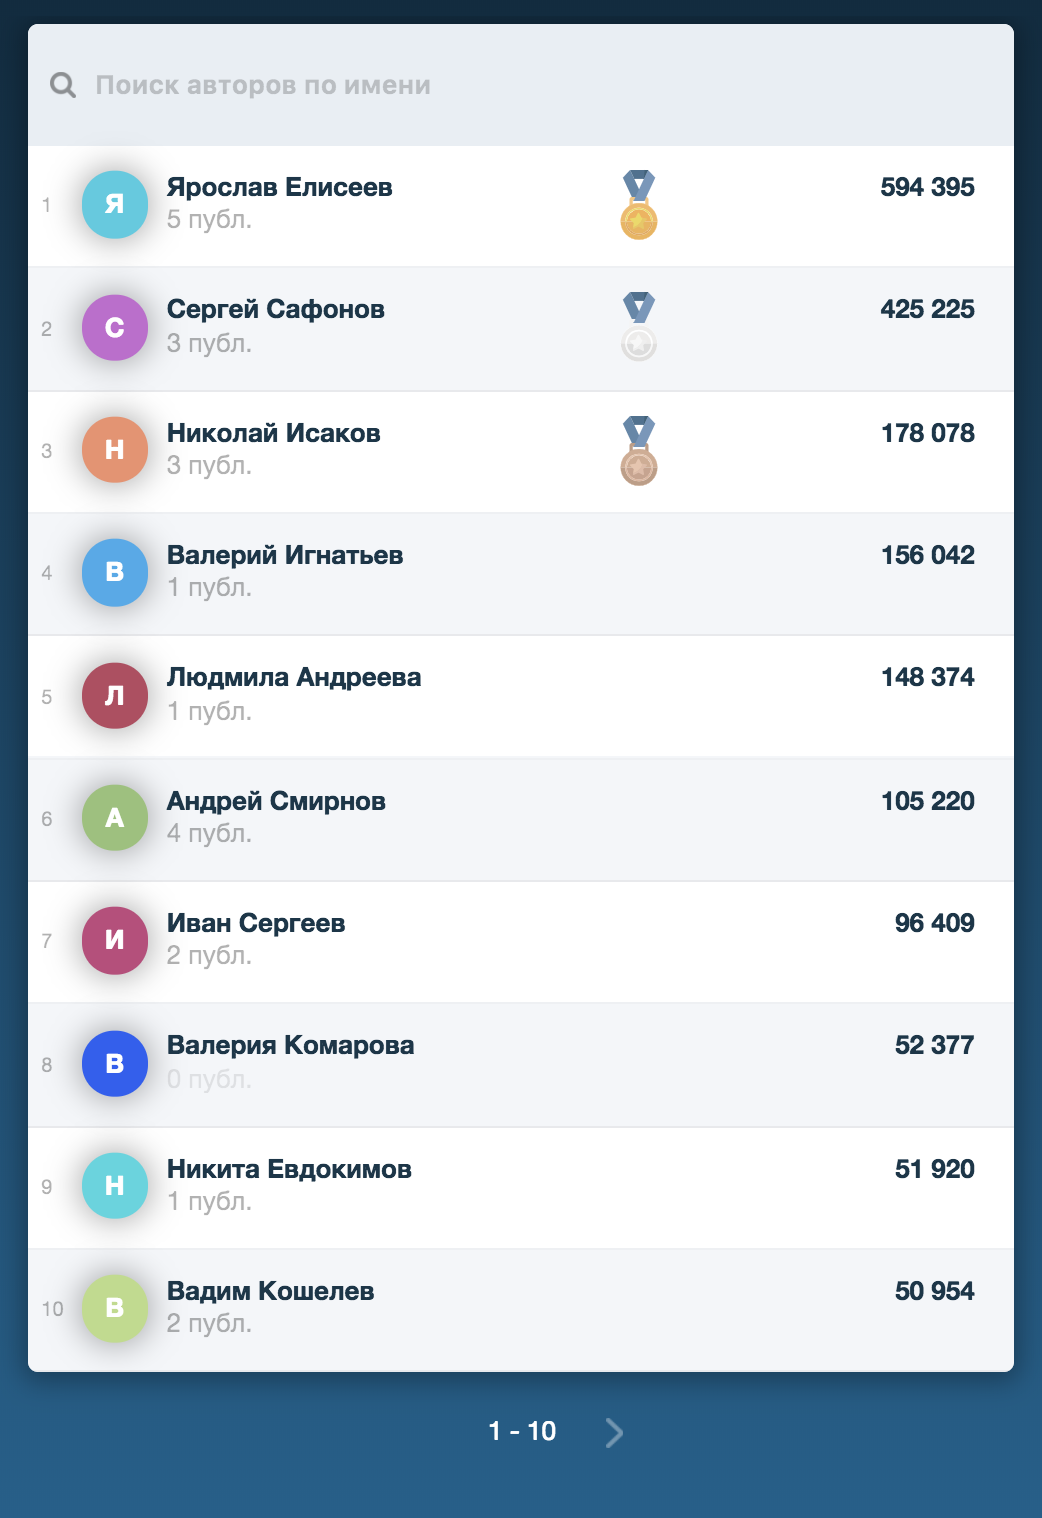 Поиск авторов по имени
1
Я
Ярослав Елисеев
594 395
5 публ.
2
С
Сергей Сафонов
425 225
3 публ.
3
Н
Николай Исаков
178 078
3 публ.
4
В
Валерий Игнатьев
156 042
1 публ.
5
Л
Людмила Андреева
148 374
1 публ.
6
А
Андрей Смирнов
105 220
4 публ.
7
И
Иван Сергеев
96 409
2 публ.
8
В
Валерия Комарова
52 377
0 публ.
9
Н
Никита Евдокимов
51 920
1 публ.
10
В
Вадим Кошелев
50 954
2 публ.
1 - 10